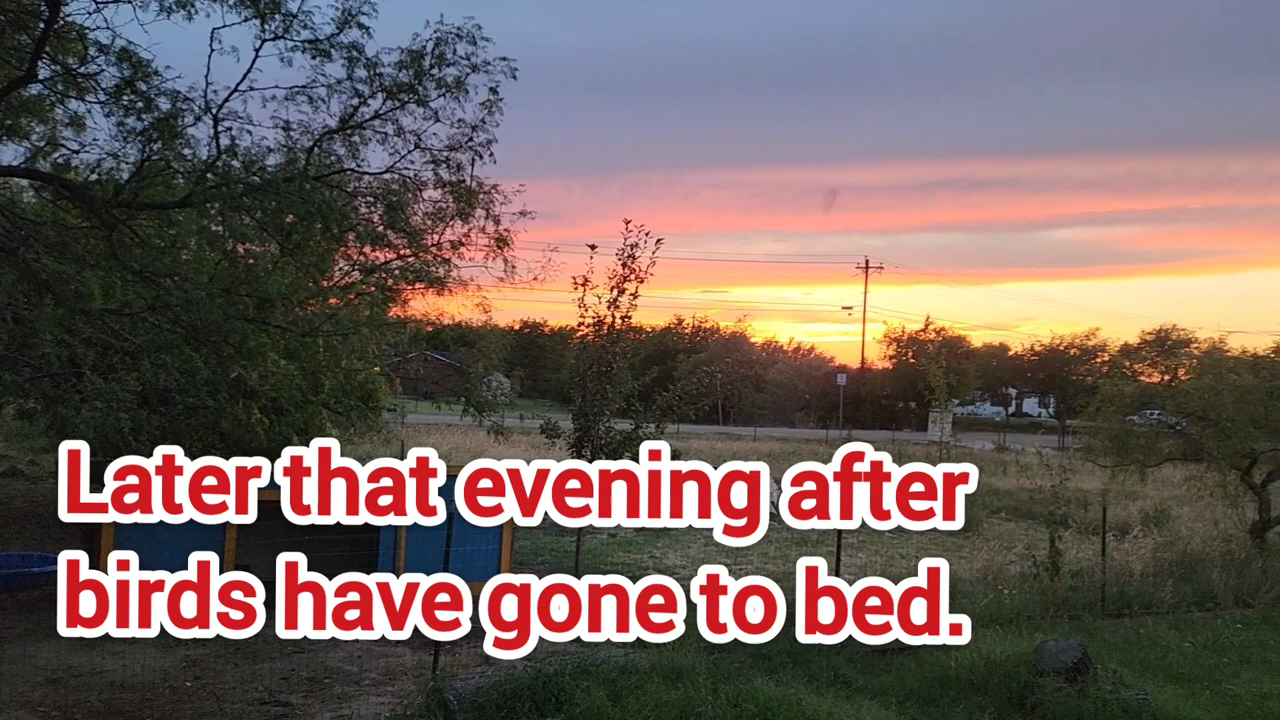 Later that evening after
birds have gone to bed.